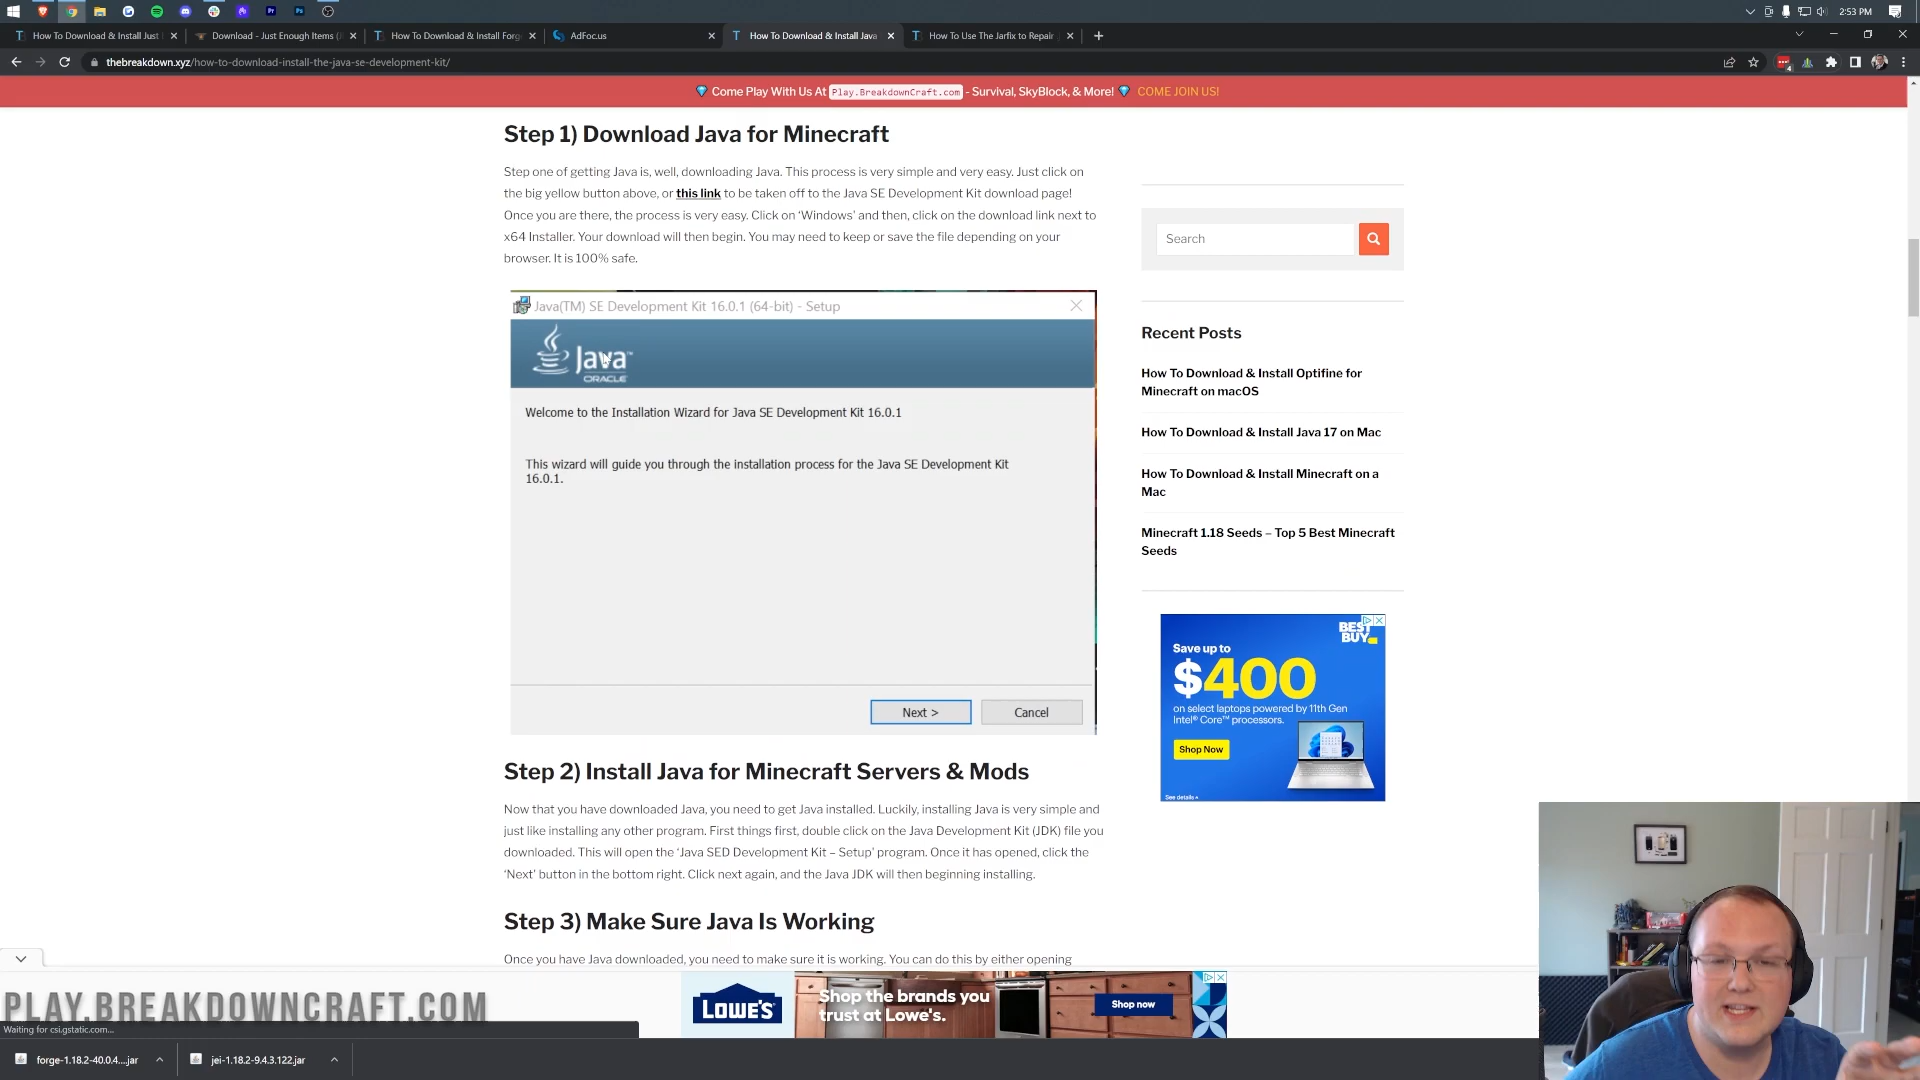 2:53 PM
How To Download & Install Just
Download - Just Enough Items (
How To Download & Install Forg
AdFoc.us
How To Download & Install Java
How To Use The Jarfix to Repair
thebreakdown.xyz/how-to-download-install-the-java-se-development-kit/
Come Play With Us At Play.BreakdownCraft.com - Survival, SkyBlock, & More! COME JOIN US!
Step 1) Download Java for Minecraft
Step one of getting Java is, well, downloading Java. This process is very simple and very easy. Just click on
the big yellow button above, or this link to be taken off to the Java SE Development Kit download page!
Once you are there, the process is very easy. Click on ‘Windows’ and then, click on the download link next to
x64 Installer. Your download will then begin. You may need to keep or save the file depending on your
browser. It is 100% safe.
Java(TM) SE Development Kit 16.0.1 (64-bit) - Setup
Java™
ORACLE
Welcome to the Installation Wizard for Java SE Development Kit 16.0.1
This wizard will guide you through the installation process for the Java SE Development Kit
16.0.1.
Next >
Cancel
Step 2) Install Java for Minecraft Servers & Mods
Now that you have downloaded Java, you need to get Java installed. Luckily, installing Java is very simple and
just like installing any other program. First things first, double click on the Java Development Kit (JDK) file you
downloaded. This will open the ‘Java SED Development Kit – Setup’ program. Once it has opened, click the
‘Next’ button in the bottom right. Click next again, and the Java JDK will then beginning installing.
Step 3) Make Sure Java Is Working
Once you have Java downloaded, you need to make sure it is working. You can do this by either opening
Search
Recent Posts
How To Download & Install Optifine for
Minecraft on macOS
How To Download & Install Java 17 on Mac
How To Download & Install Minecraft on a
Mac
Minecraft 1.18 Seeds – Top 5 Best Minecraft
Seeds
BEST
BUY
Save up to
$400
on select laptops powered by 11th Gen
Intel® Core™ processors.
Shop Now
See details
LOWE'S
Shop the brands you
trust at Lowe's.
Shop now
PLAY.BREAKDOWNCRAFT.COM
Waiting for csi.gstatic.com...
forge-1.18.2-40.0.4....jar
jei-1.18.2-9.4.3.122.jar